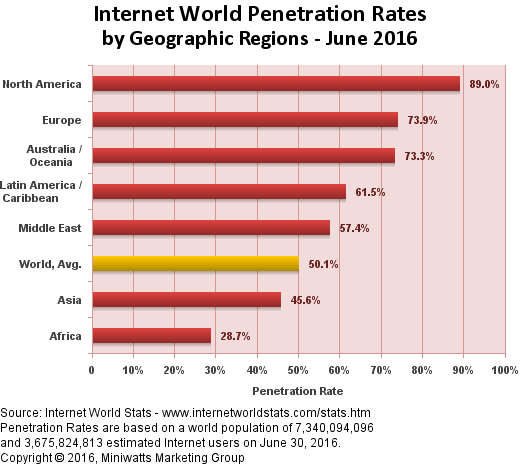 Internet World Penetration Rates
by Geographic Regions - June 2016
North America
89.0%
Europe
73.9%
Australia /
Oceania
73.3%
Latin America /
Caribbean
61.5%
Middle East
57.4%
World, Avg.
50.1%
Asia
45.6%
Africa
28.7%
0 10% 20% 30% 40% 50% 60% 70% 80% 90% 100%
Penetration Rate
Source: Internet World Stats - www.internetworldstats.com/stats.htm
Penetration Rates are based on a world population of 7,340,094,096
and 3,675,824,813 estimated Internet users on June 30, 2016.
Copyright © 2016, Miniwatts Marketing Group